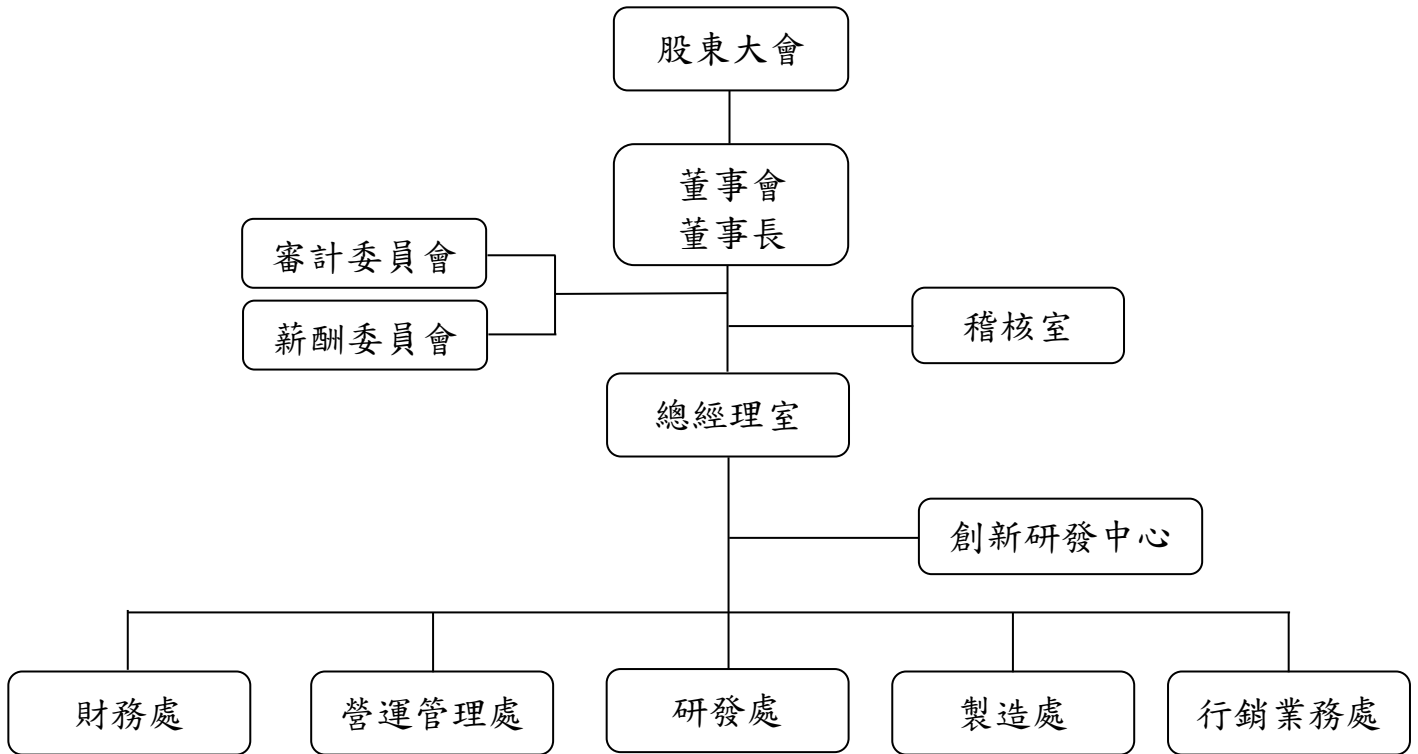 股東大會
董事會
董事長
審計委員會
薪酬委員會
稽核室
總經理室
創新研發中心
財務處
營運管理處
研發處
製造處
行銷業務處